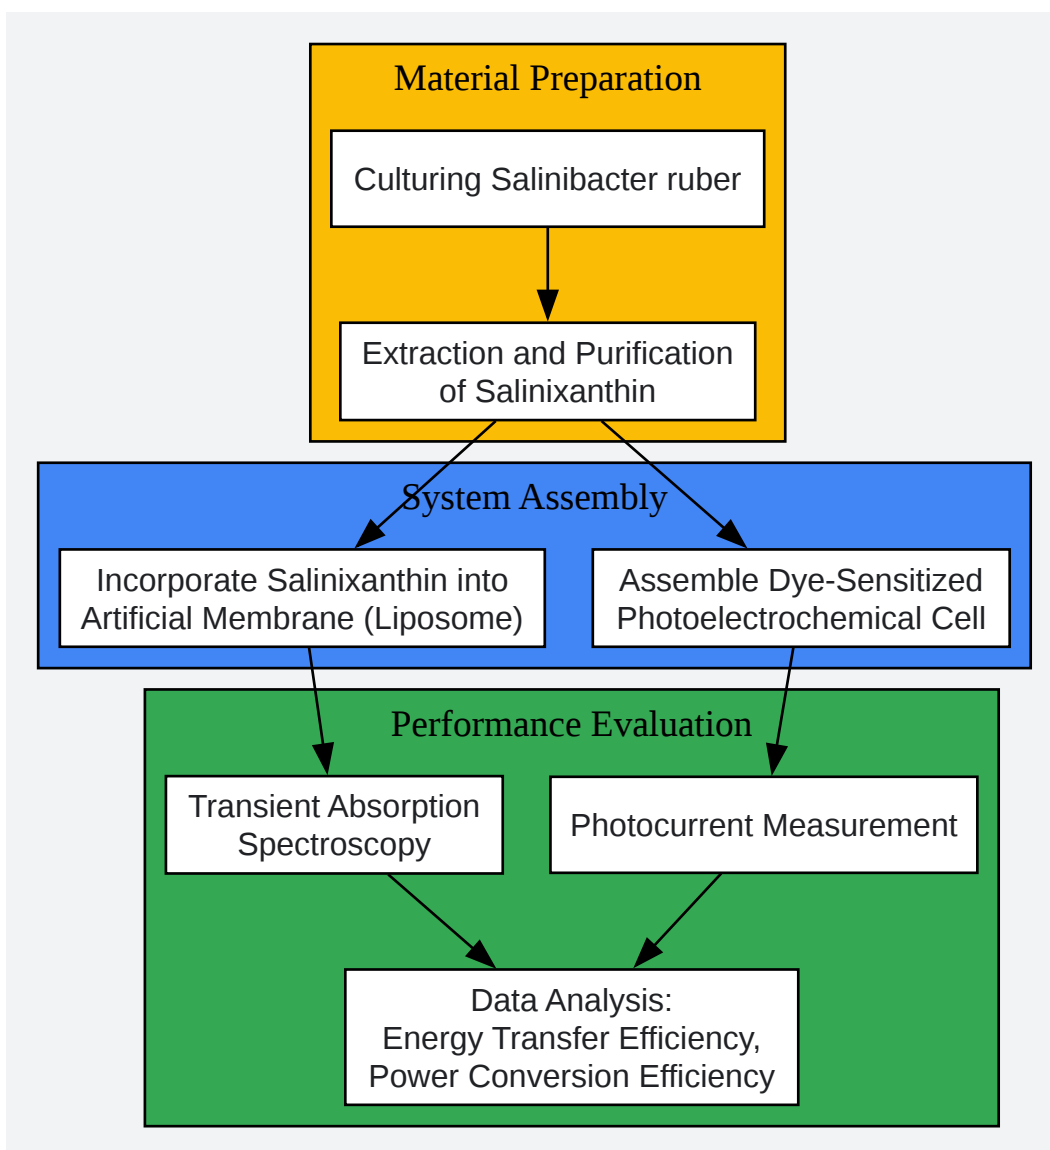 Material Preparation
Culturing Salinibacter ruber
Extraction and Purification
of Salinixanthin
System Assembly
Incorporate Salinixanthin into
Artificial Membrane (Liposome)
Assemble Dye-Sensitized
Photoelectrochemical Cell
Performance Evaluation
Transient Absorption
Spectroscopy
Photocurrent Measurement
Data Analysis:
Energy Transfer Efficiency,
Power Conversion Efficiency